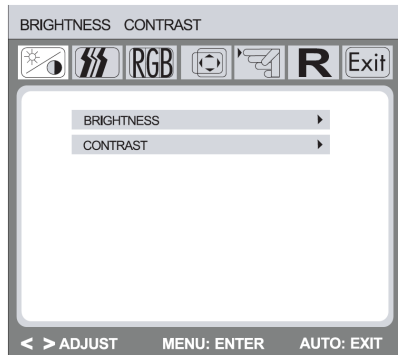 BRIGHTNESS CONTRAST
RGB R Exit
BRIGHTNESS
CONTRAST
< > ADJUST MENU: ENTER AUTO: EXIT